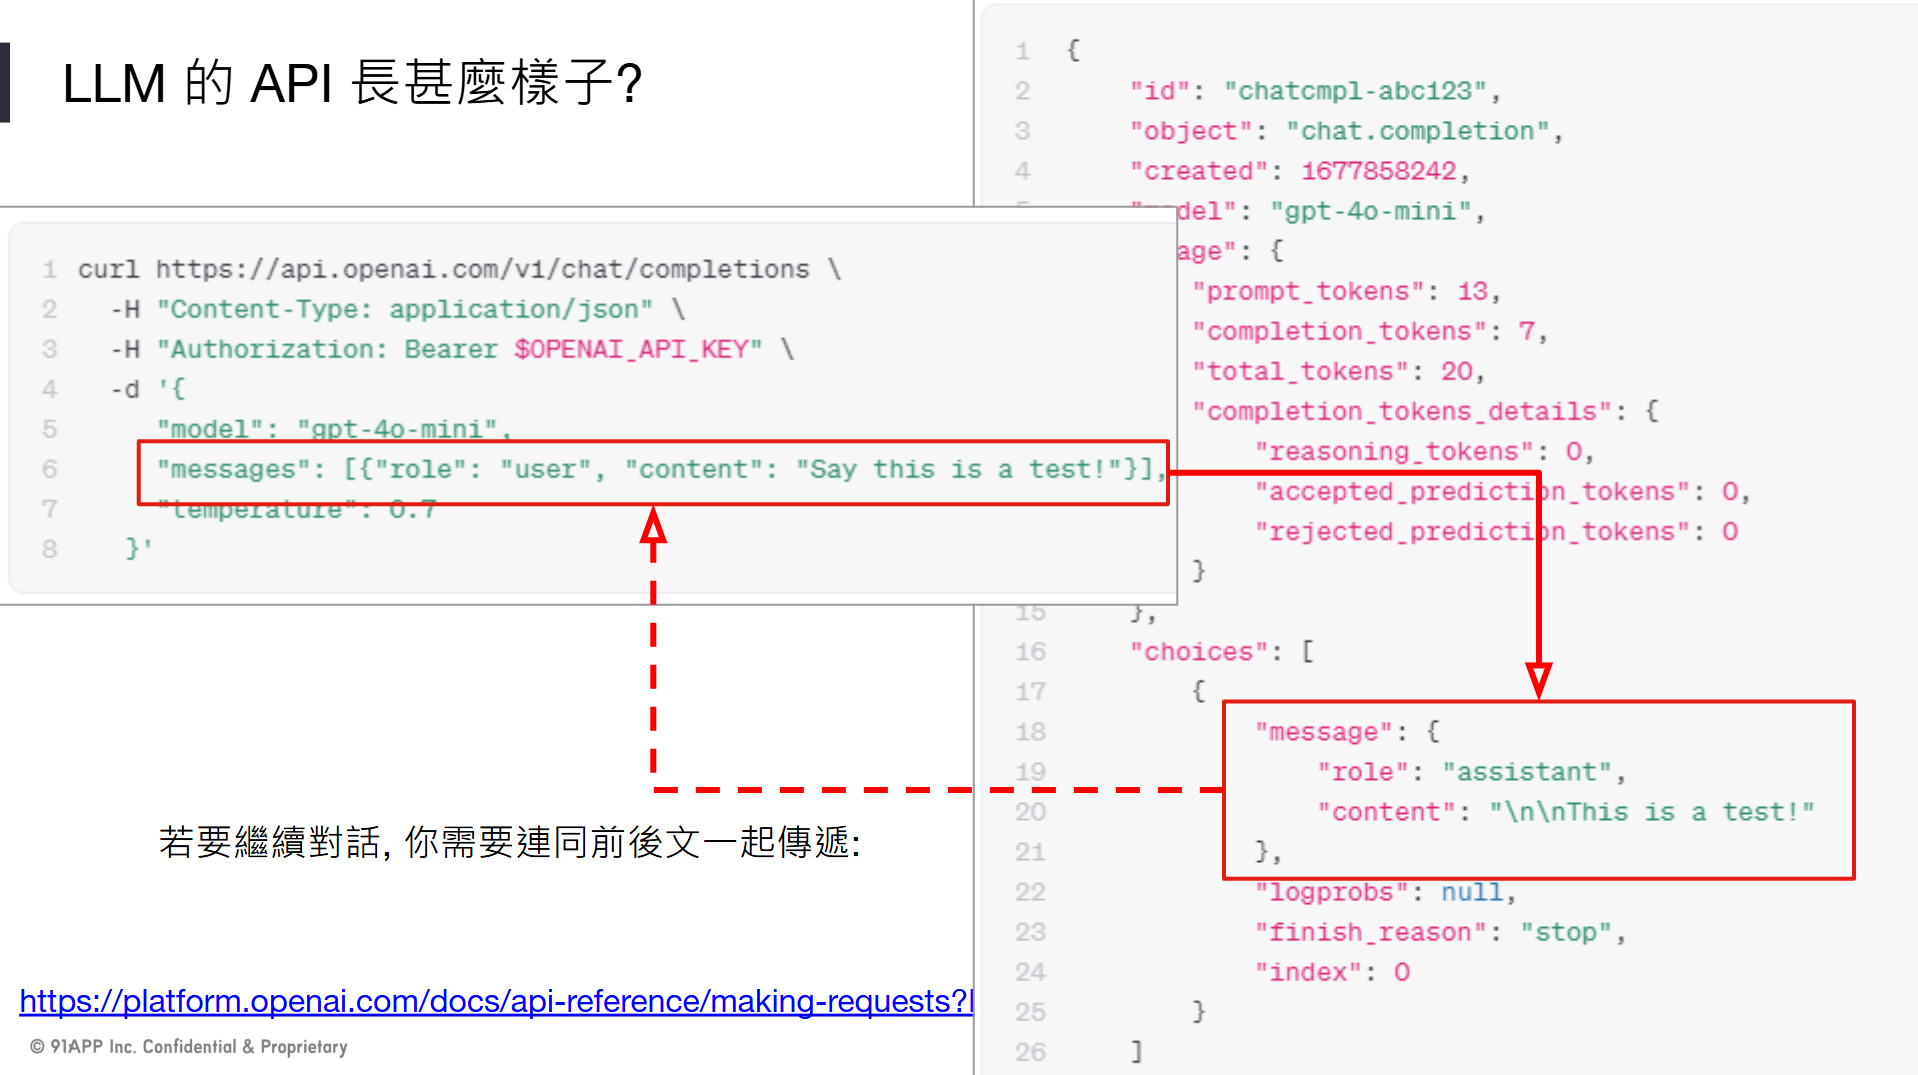 LLM 的 API 長甚麼樣子?
1 curl https://api.openai.com/v1/chat/completions \
2 -H "Content-Type: application/json" \
3 -H "Authorization: Bearer $OPENAI_API_KEY" \
4 -d '{
5 "model": "gpt-4o-mini",
6 "messages": [{"role": "user", "content": "Say this is a test!"}],
7 "temperature": 0.7
8 }'
若要繼續對話, 你需要連同前後文一起傳遞:
https://platform.openai.com/docs/api-reference/making-requests?
© 91APP Inc. Confidential & Proprietary
1 {
2 "id": "chatcmpl-abc123",
3 "object": "chat.completion",
4 "created": 1677858242,
"gpt-4o-mini",
age": {
"prompt_tokens": 13,
"completion_tokens": 7,
"total_tokens": 20,
"completion_tokens_details": {
"reasoning_tokens": 0,
"accepted_prediction_tokens": 0,
"rejected_prediction_tokens": 0
}
15 },
16 "choices": [
17 {
18 "message": {
19 "role": "assistant",
20 "content": "\n\nThis is a test!"
21 },
22 "logprobs": null,
23 "finish_reason": "stop",
24 "index": 0
25 }
26 ]